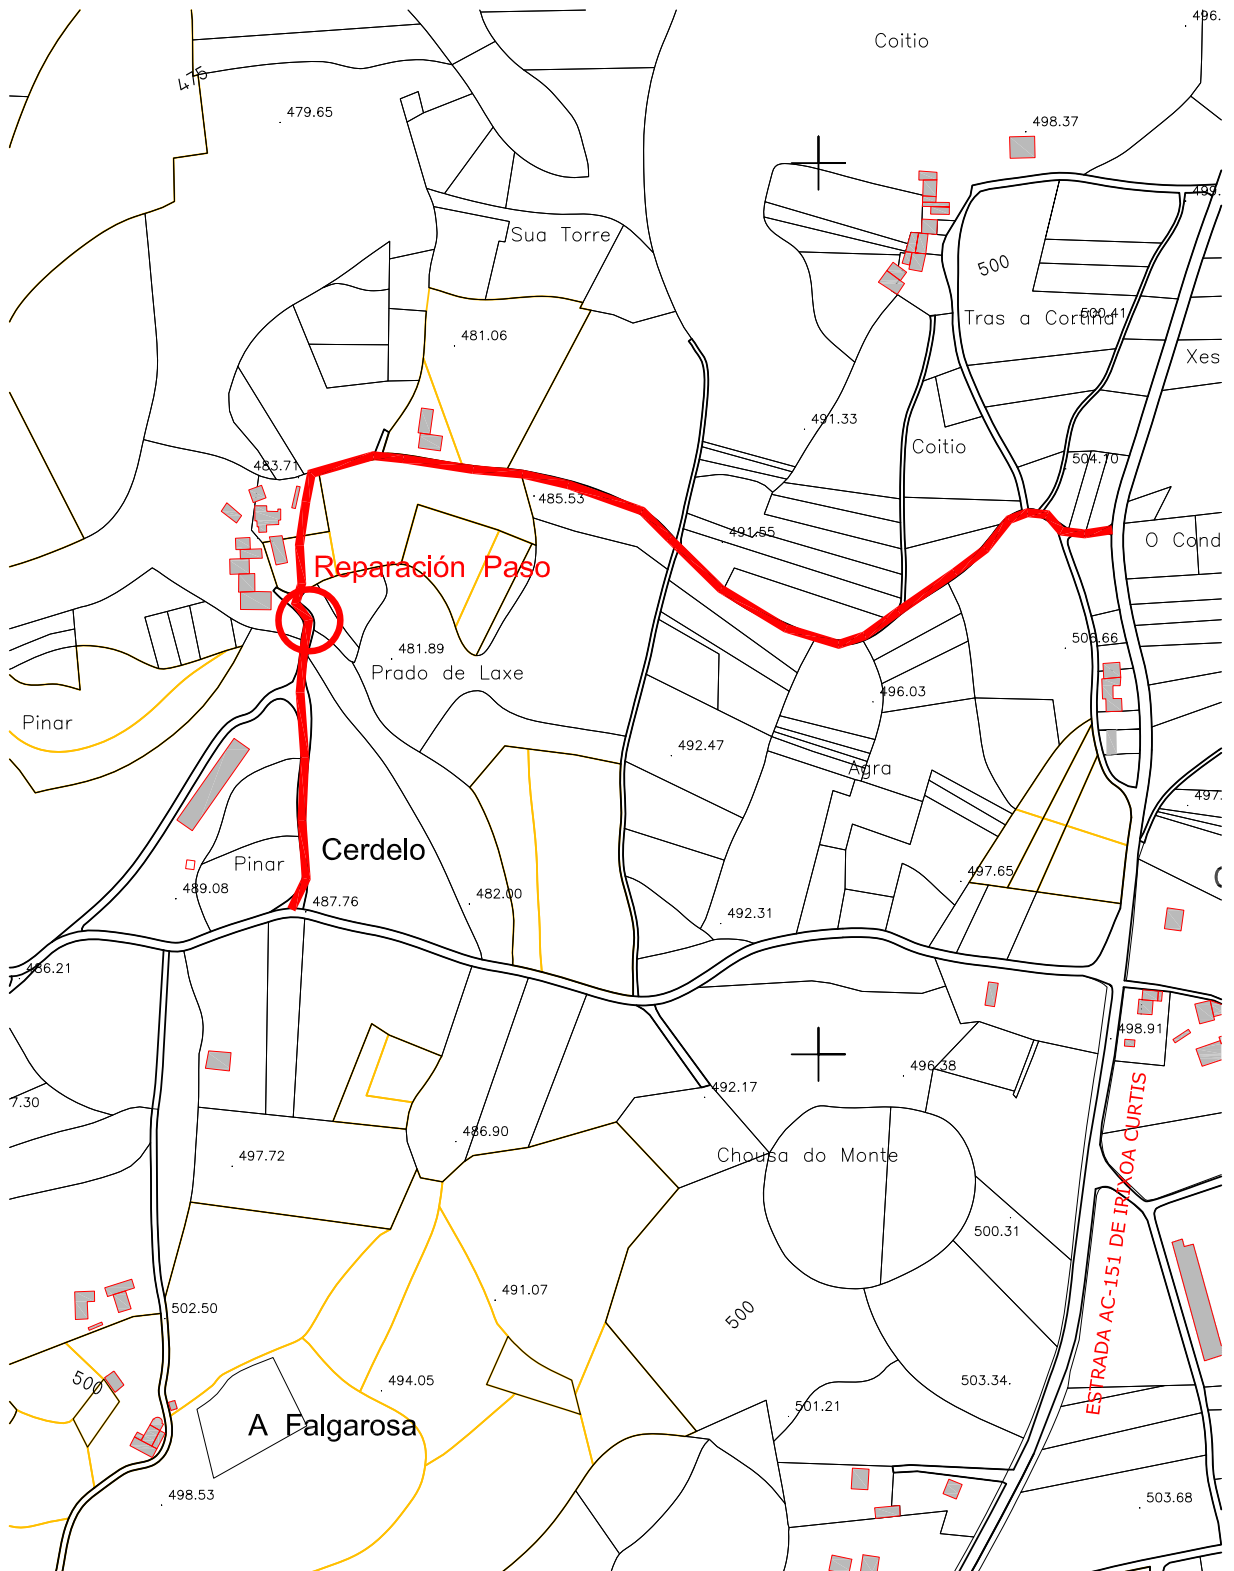 496.
Coitio
475
479.65
498.37
499.
Sua Torre
500
Tras a Cortiña
500.41
481.06
Xes
491.33
Coitio
483.71
504.70
485.53
491.55
O Cond
Reparación Paso
481.89
506.66
Prado de Laxe
496.03
Pinar
492.47
Agra
497.
Cerdelo
Pinar
497.65
489.08
482.00
487.76
492.31
486.21
498.91
496.38
492.17
7.30
486.90
497.72
Chousa do Monte
ESTRADA AC-151 DE IRIXOA CURTIS
500.31
491.07
502.50
500
500
494.05
503.34.
501.21
A Falgarosa
498.53
503.68